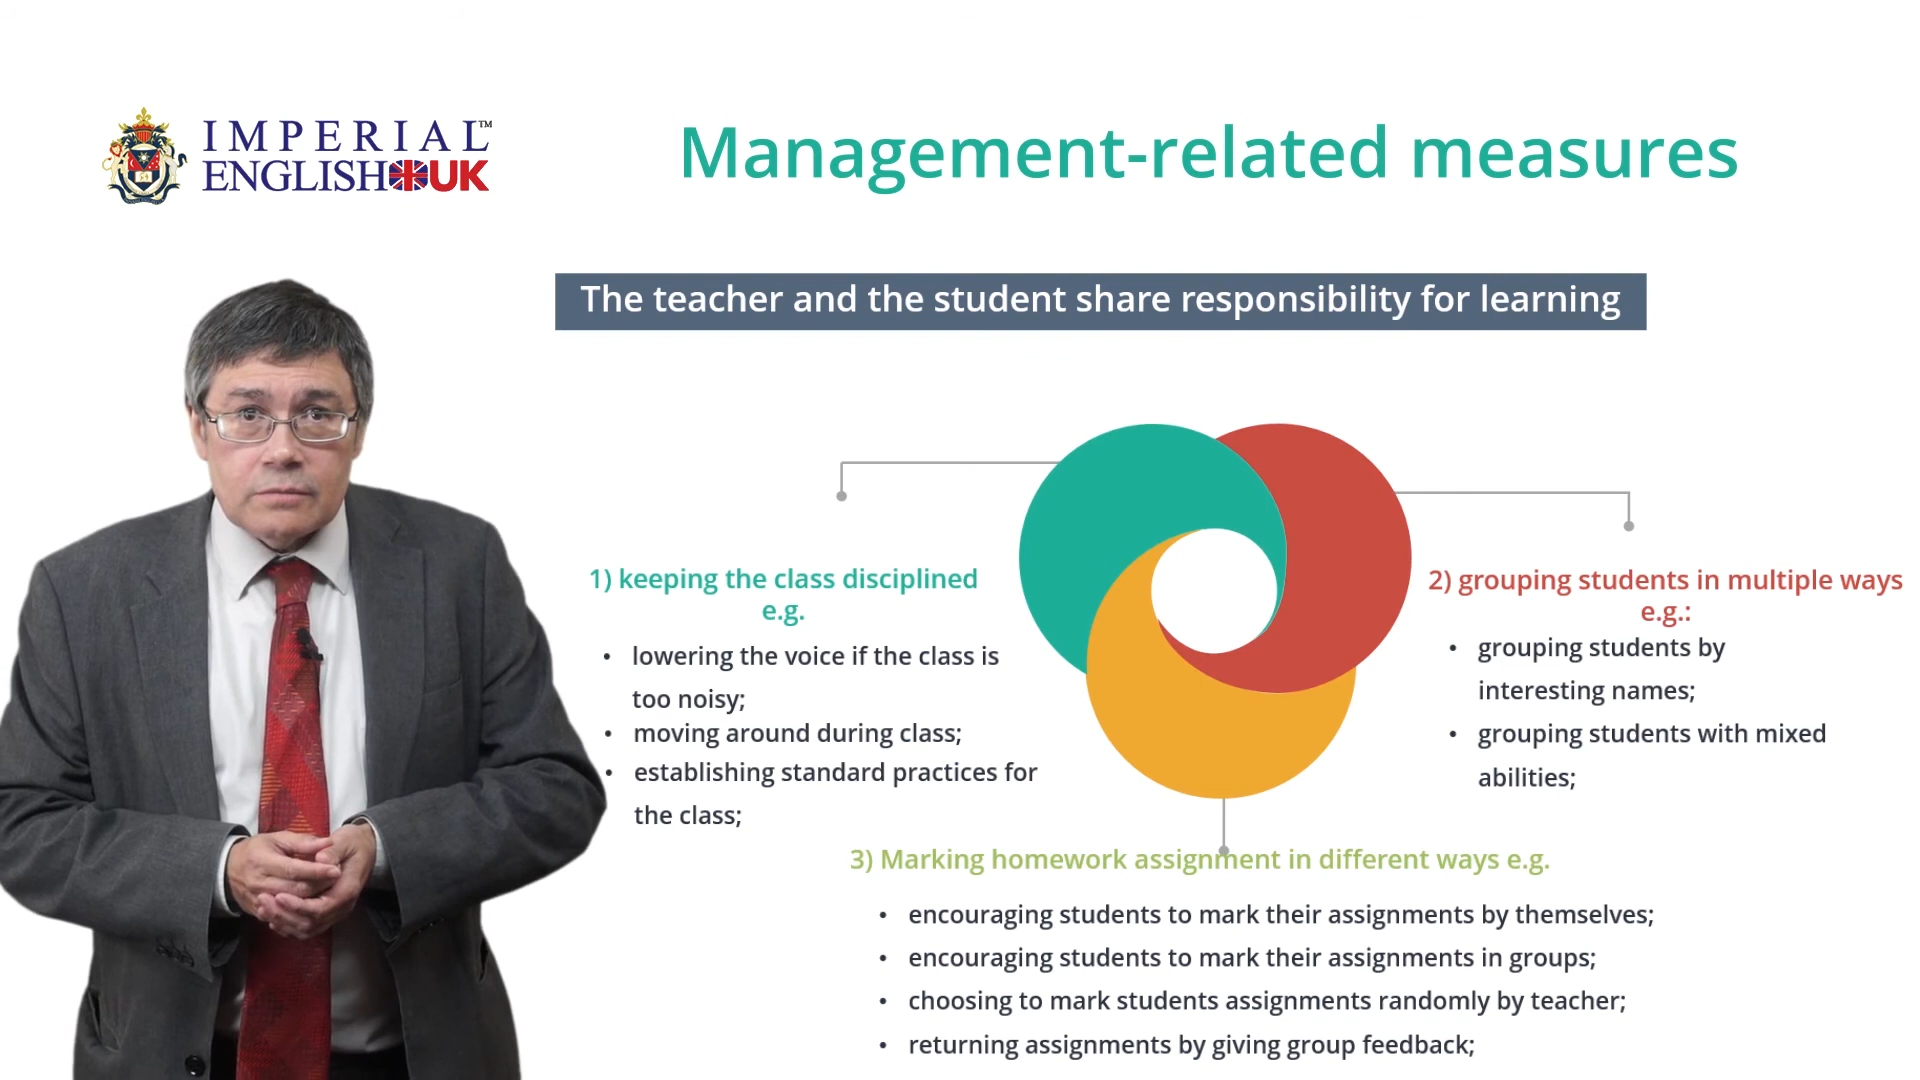 IMPERIAL™
ENGLISH UK
Management-related measures
The teacher and the student share responsibility for learning
1) keeping the class disciplined
e.g.
• lowering the voice if the class is
too noisy;
• moving around during class;
• establishing standard practices for
the class;
2) grouping students in multiple ways
e.g.:
• grouping students by
interesting names;
• grouping students with mixed
abilities;
3) Marking homework assignment in different ways e.g.
• encouraging students to mark their assignments by themselves;
• encouraging students to mark their assignments in groups;
• choosing to mark students assignments randomly by teacher;
• returning assignments by giving group feedback;